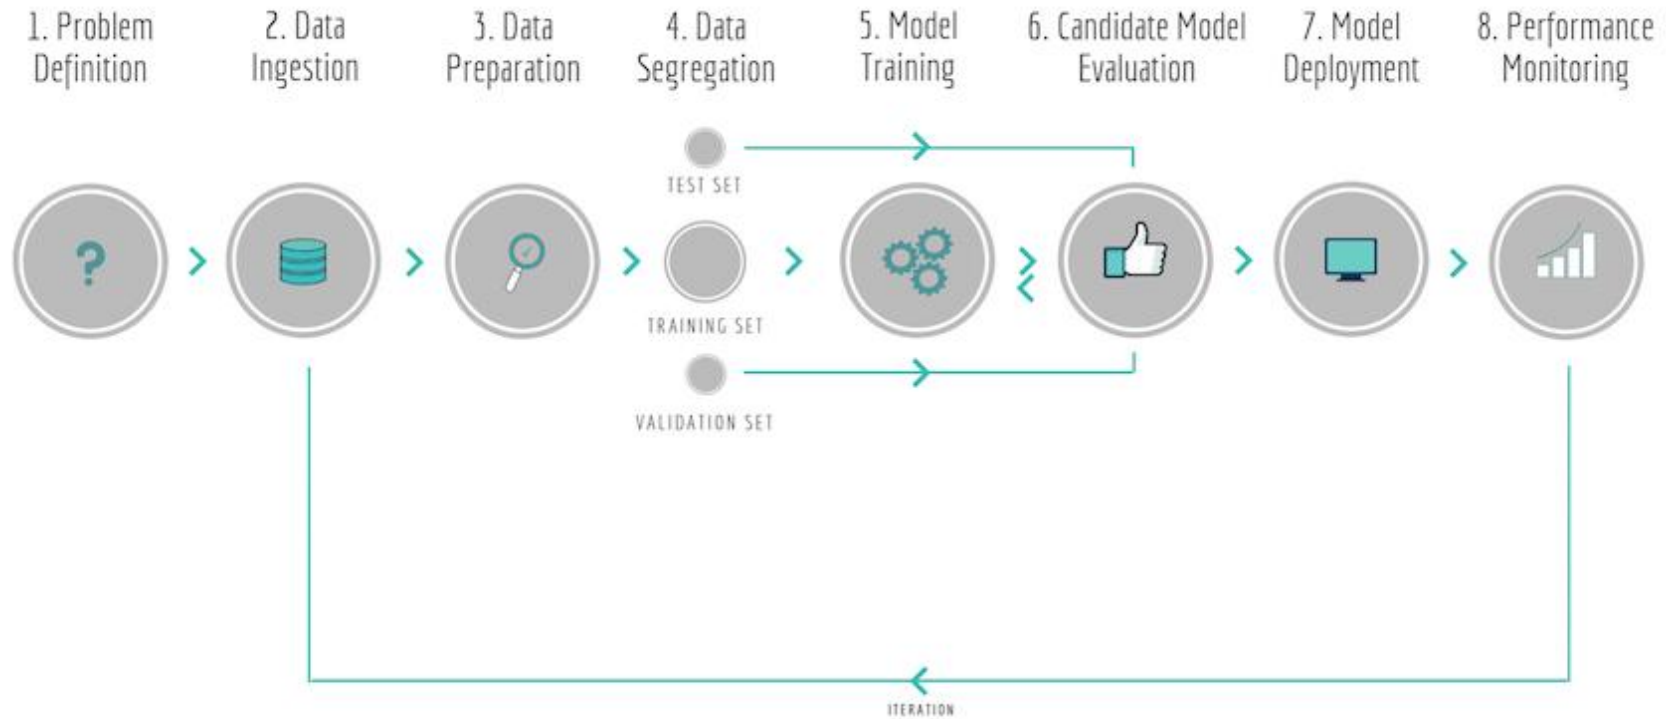 1. Problem
Definition
2. Data
Ingestion
3. Data
Preparation
4. Data
Segregation
5. Model
Training
6. Candidate Model
Evaluation
7. Model
Deployment
8. Performance
Monitoring
TEST SET
TRAINING SET
VALIDATION SET
ITERATION